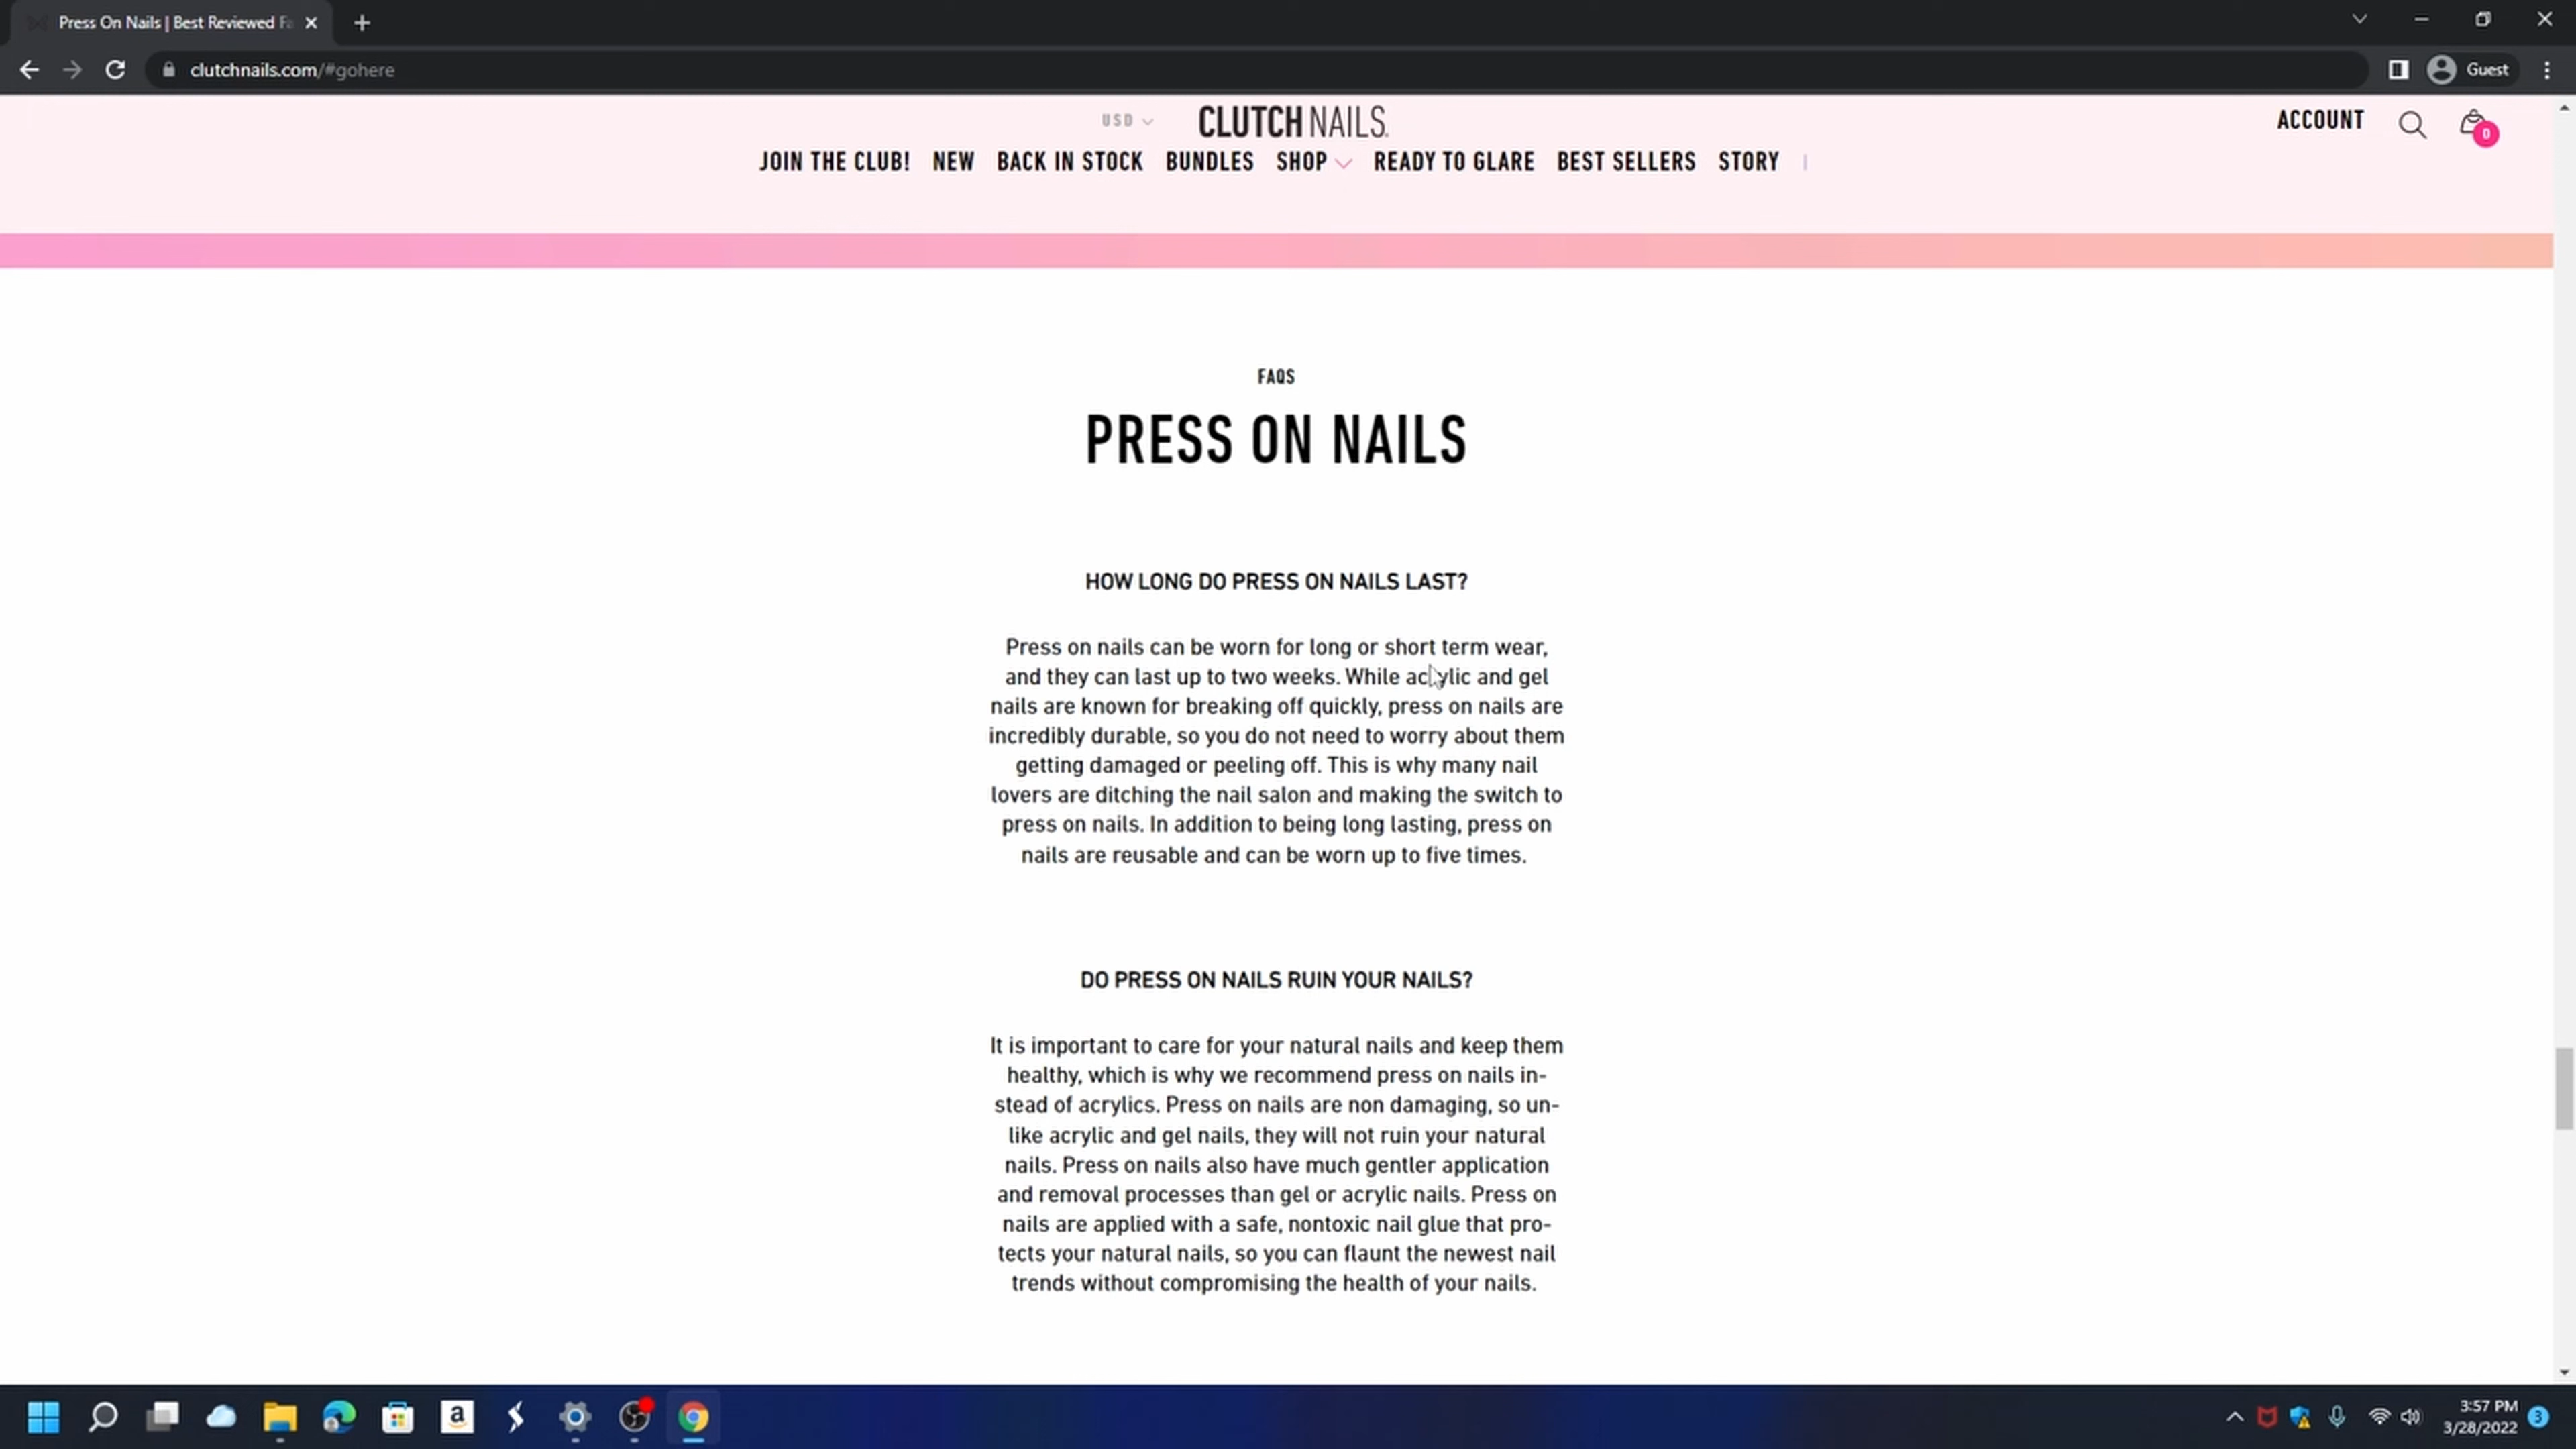 Press On Nails | Best Reviewed Fa
clutchnails.com/#gohere
Guest
USD
CLUTCH NAILS.
ACCOUNT
0
JOIN THE CLUB! NEW BACK IN STOCK BUNDLES SHOP READY TO GLARE BEST SELLERS STORY
FAQS
PRESS ON NAILS
HOW LONG DO PRESS ON NAILS LAST?
Press on nails can be worn for long or short term wear,
and they can last up to two weeks. While acrylic and gel
nails are known for breaking off quickly, press on nails are
incredibly durable, so you do not need to worry about them
getting damaged or peeling off. This is why many nail
lovers are ditching the nail salon and making the switch to
press on nails. In addition to being long lasting, press on
nails are reusable and can be worn up to five times.
DO PRESS ON NAILS RUIN YOUR NAILS?
It is important to care for your natural nails and keep them
healthy, which is why we recommend press on nails in-
stead of acrylics. Press on nails are non damaging, so un-
like acrylic and gel nails, they will not ruin your natural
nails. Press on nails also have much gentler application
and removal processes than gel or acrylic nails. Press on
nails are applied with a safe, nontoxic nail glue that pro-
tects your natural nails, so you can flaunt the newest nail
trends without compromising the health of your nails.
a
3:57 PM
3/28/2022
3